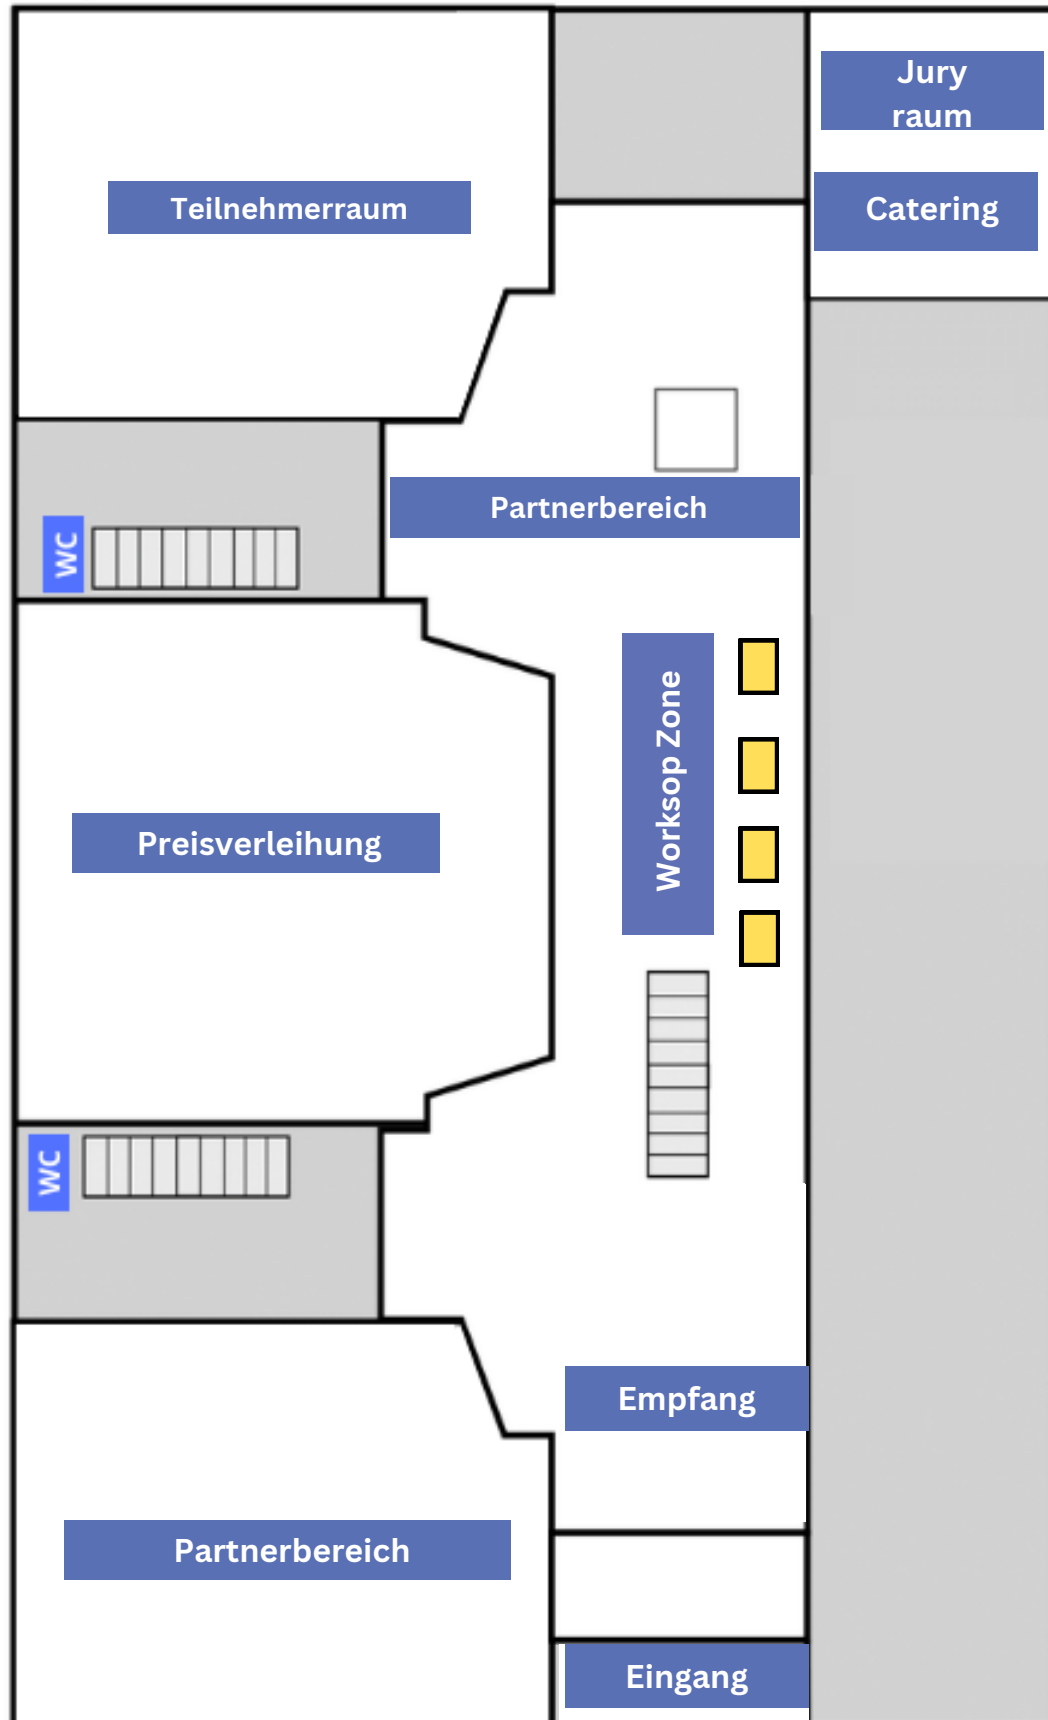 Jury
raum
Teilnehmerraum
Catering
Partnerbereich
WC
Worksop Zone
Preisverleihung
WC
Empfang
Partnerbereich
Eingang